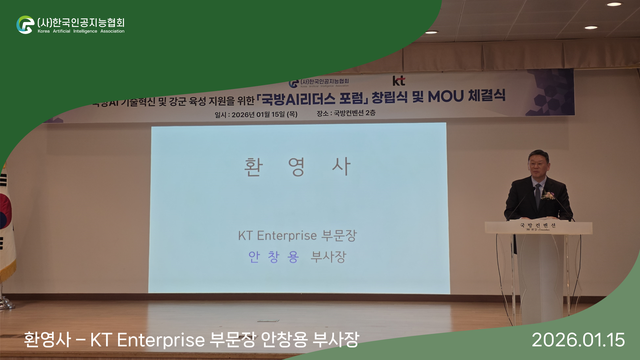 (사)한국인공지능협회
Korea Artificial Intelligence Association
(사)한국인공지능협회
kt
국방AI 기술혁신 및 강군 육성 지원을 위한 「국방AI리더스 포럼」 창립식 및 MOU 체결식
일시 : 2026년 01월 15일 (목) 장소 : 국방컨벤션 2층
환 영 사
KT Enterprise 부문장
안 창 용 부사장
국방컨벤션
환영사 – KT Enterprise 부문장 안창용 부사장
2026.01.15